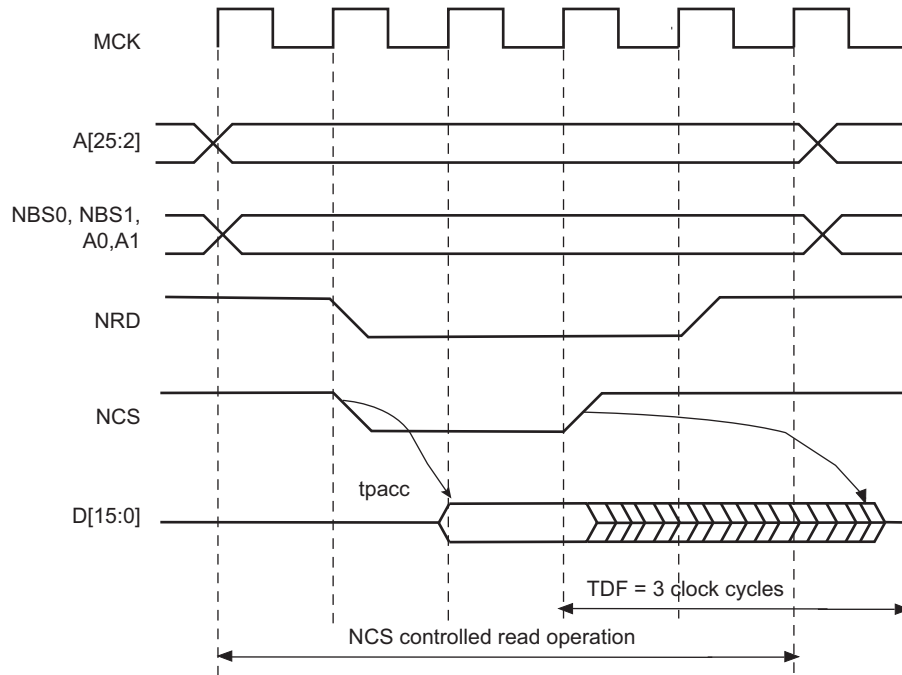 MCK
A[25:2]
NBS0, NBS1,
A0,A1
NRD
NCS
tpacc
D[15:0]
TDF = 3 clock cycles
NCS controlled read operation